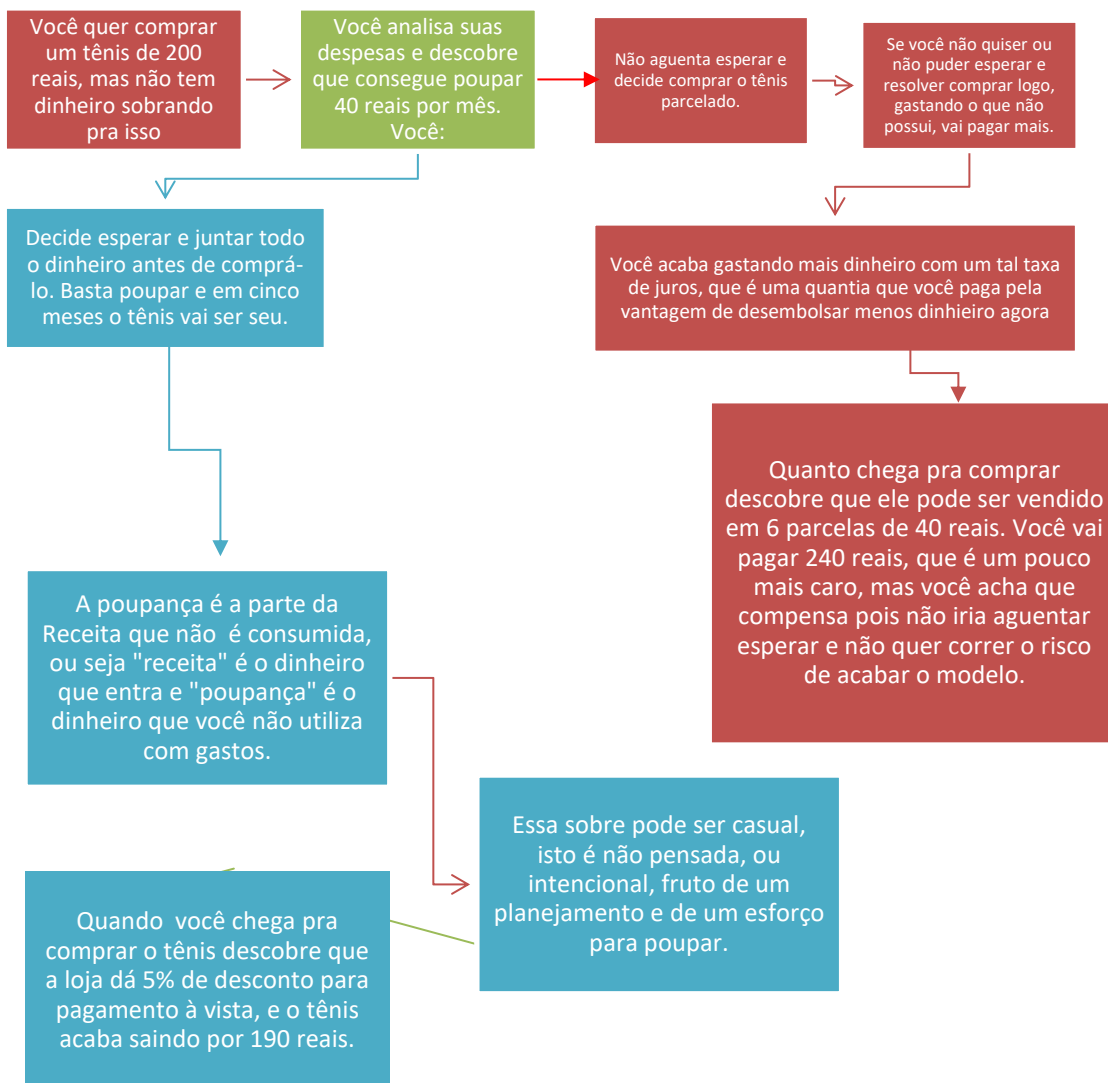 Você quer comprar
um tênis de 200
reais, mas não tem
dinheiro sobrando
pra isso
Você analisa suas
despesas e descobre
que consegue poupar
40 reais por mês.
Você:
Não aguenta esperar e
decide comprar o tênis
parcelado.
Se você não quiser ou
não puder esperar e
resolver comprar logo,
gastando o que não
possui, vai pagar mais.
Decide esperar e juntar todo
o dinheiro antes de comprá-
lo. Basta poupar e em cinco
meses o tênis vai ser seu.
Você acaba gastando mais dinheiro com um tal taxa
de juros, que é uma quantia que você paga pela
vantagem de desembolsar menos dinhieiro agora
Quanto chega pra comprar
descobre que ele pode ser vendido
em 6 parcelas de 40 reais. Você vai
pagar 240 reais, que é um pouco
mais caro, mas você acha que
compensa pois não iria aguentar
esperar e não quer correr o risco
de acabar o modelo.
A poupança é a parte da
Receita que não é consumida,
ou seja "receita" é o dinheiro
que entra e "poupança" é o
dinheiro que você não utiliza
com gastos.
Essa sobre pode ser casual,
isto é não pensada, ou
intencional, fruto de um
planejamento e de um esforço
para poupar.
Quando você chega pra
comprar o tênis descobre que
a loja dá 5% de desconto para
pagamento à vista, e o tênis
acaba saindo por 190 reais.